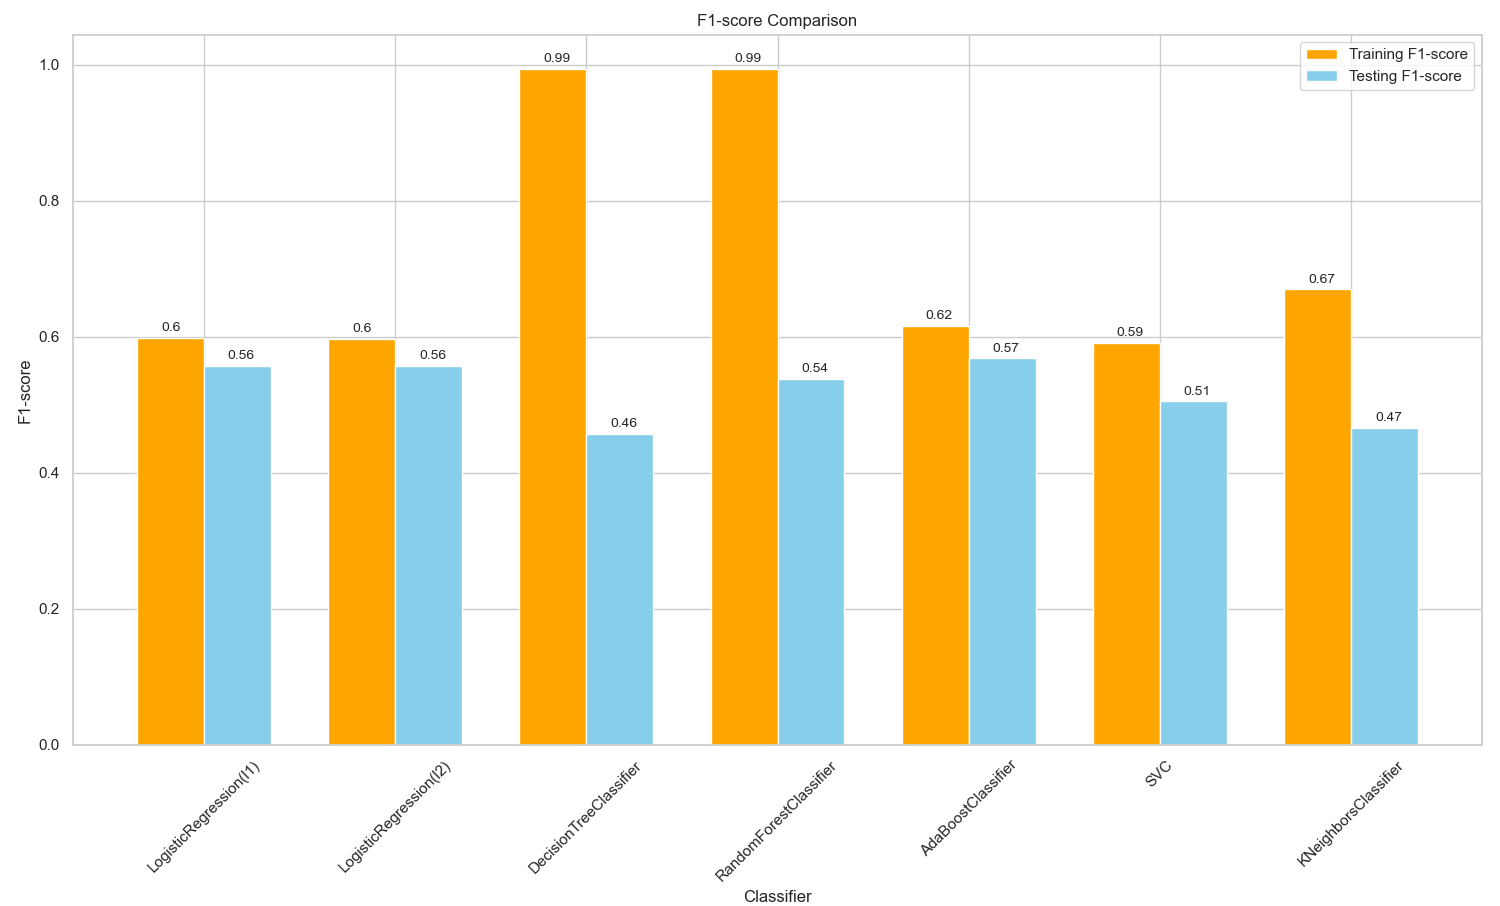 F1-score Comparison
Training F1-score
Testing F1-score
F1-score
1.0
0.8
0.6
0.4
0.2
0.0
0.6
0.56
0.6
0.56
0.99
0.46
0.99
0.54
0.62
0.57
0.59
0.51
0.67
0.47
LogisticRegression(l1)
LogisticRegression(l2)
DecisionTreeClassifier
RandomForestClassifier
AdaBoostClassifier
SVC
KNeighborsClassifier
Classifier